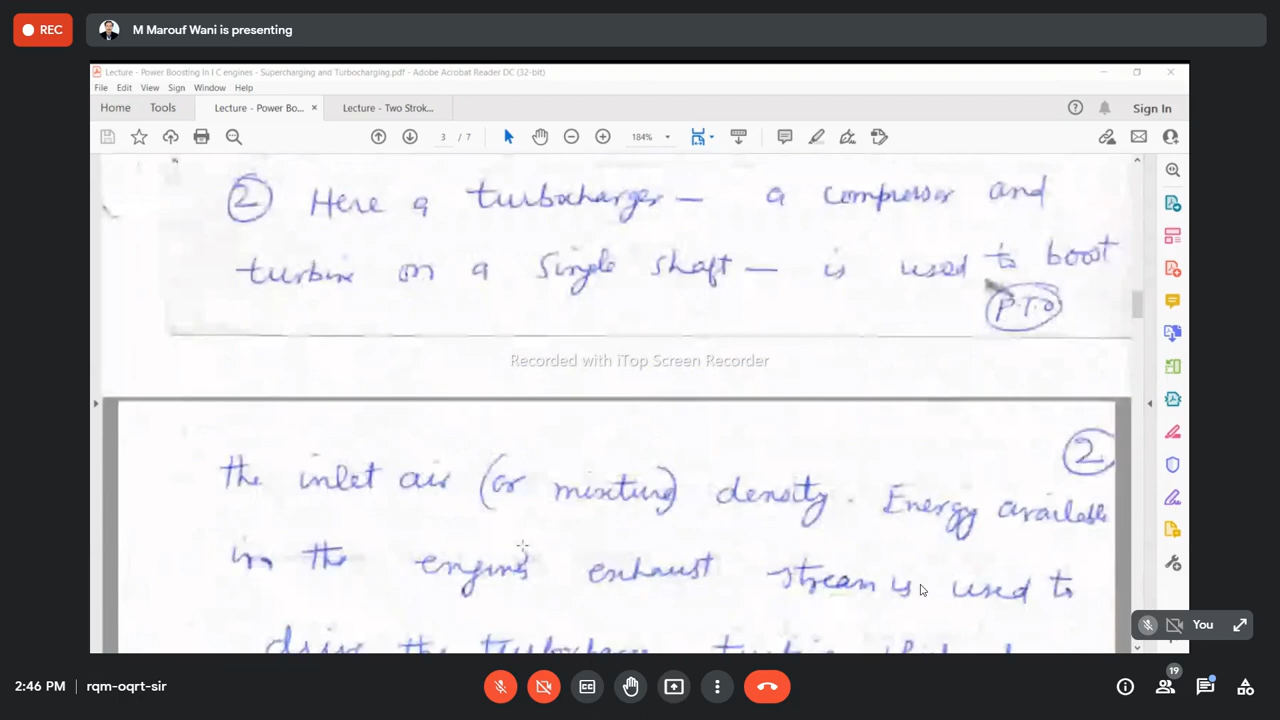 REC
M Marouf Wani is presenting
Lecture - Power Boosting in I C engines - Supercharging and Turbocharging.pdf - Adobe Acrobat Reader DC (32-bit)
File Edit View Sign Window Help
Home Tools Lecture - Power Bo... × Lecture - Two Strok... Sign In
3 / 7 184%
② Here a turbocharger — a compressor and
turbine on a single shaft — is used to boost
P.T.O
Recorded with iTop Screen Recorder
②
the inlet air (or mixture) density. Energy available
in the engine's exhaust stream is used to
drive the
You
2:46 PM rqm-oqrt-sir
19